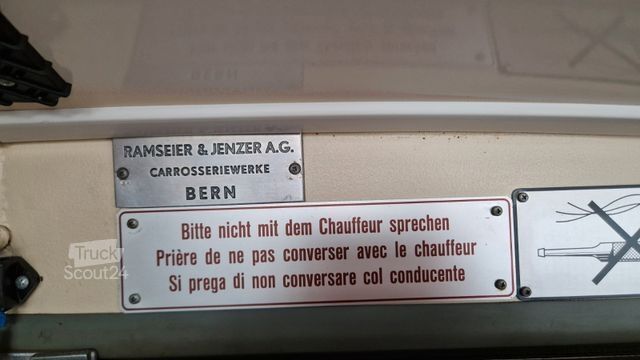 RAMSEIER & JENZER A.G.
CARROSSERIEWERKE
BERN
Bitte nicht mit dem Chauffeur sprechen
Prière de ne pas converser avec le chauffeur
Si prega di non conversare col conducente
Truck
Scout24